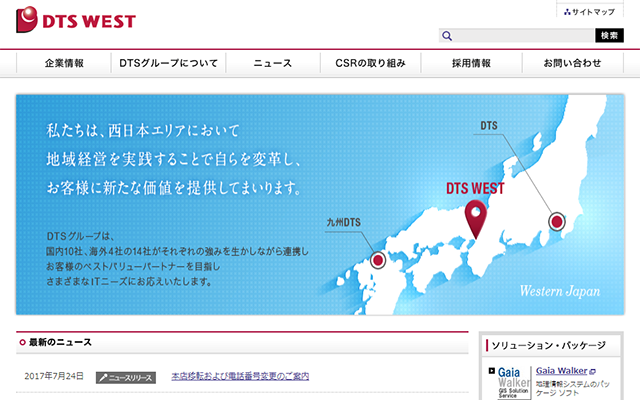 DTS WEST
サイトマップ
検索
企業情報
DTSグループについて
ニュース
CSRの取り組み
採用情報
お問い合わせ
私たちは、西日本エリアにおいて
地域経営を実践することで自らを変革し、
お客様に新たな価値を提供してまいります。
DTSグループは、
国内10社、海外4社の14社がそれぞれの強みを生かしながら連携し
お客様のベストバリューパートナーを目指し
さまざまなITニーズにお応えいたします。
DTS
DTS WEST
九州DTS
Western Japan
最新のニュース
2017年7月24日
ニュースリリース
本店移転および電話番号変更のご案内
ソリューション・パッケージ
Gaia
Walker
GIS Solution
Service
Gaia Walker
地理情報システムのパッ
ケージ ソフト